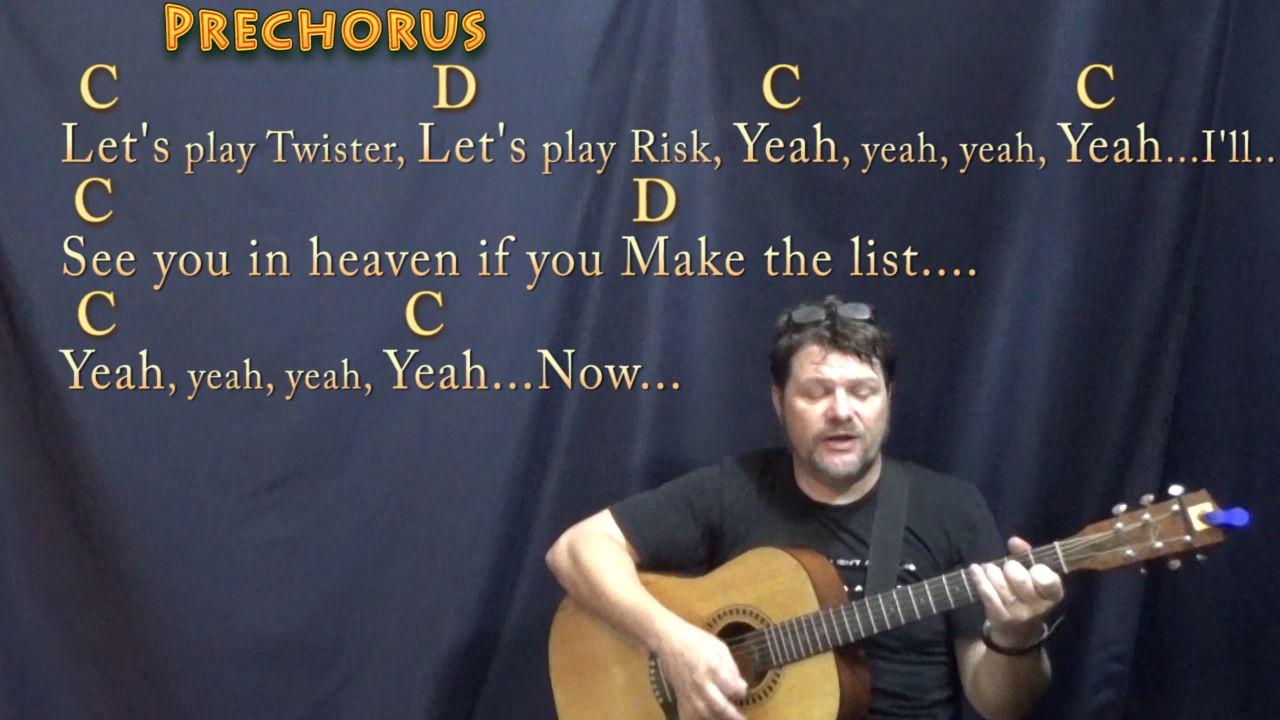 PRECHORUS
C D C C
Let's play Twister, Let's play Risk, Yeah, yeah, yeah, Yeah...I'll..
C D
See you in heaven if you Make the list....
C C
Yeah, yeah, yeah, Yeah...Now...